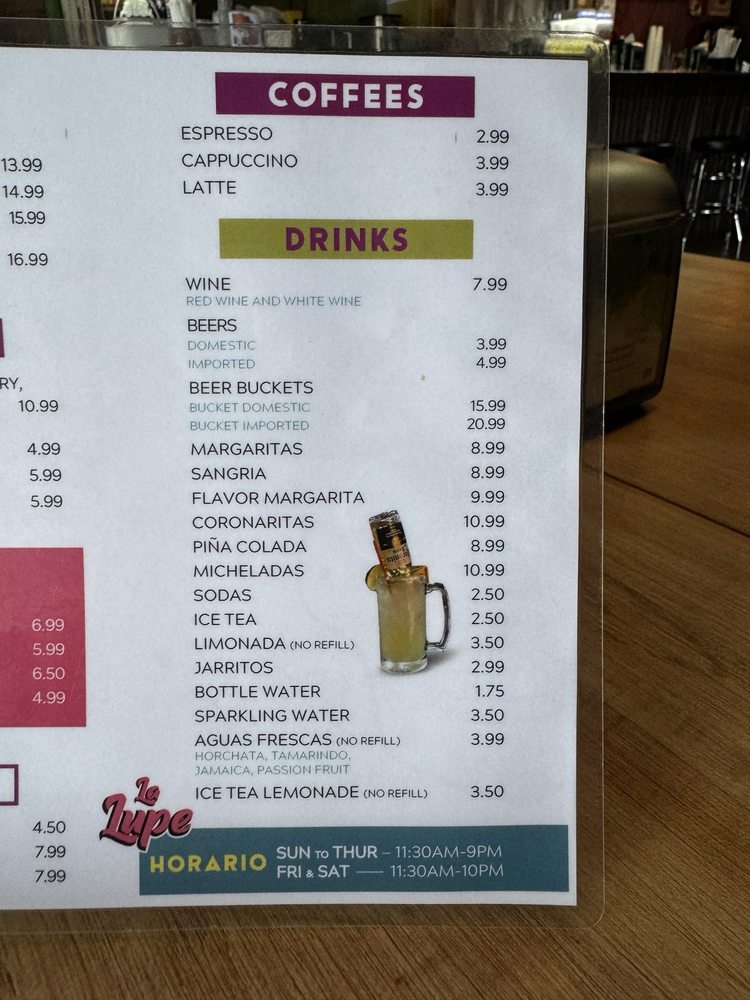 13.99
14.99
15.99
16.99
RY,
10.99
4.99
5.99
5.99
6.99
5.99
6.50
4.99
4.50
7.99
7.99
COFFEES
ESPRESSO 2.99
CAPPUCCINO 3.99
LATTE 3.99
DRINKS
WINE 7.99
RED WINE AND WHITE WINE
BEERS
DOMESTIC 3.99
IMPORTED 4.99
BEER BUCKETS
BUCKET DOMESTIC 15.99
BUCKET IMPORTED 20.99
MARGARITAS 8.99
SANGRIA 8.99
FLAVOR MARGARITA 9.99
CORONARITAS 10.99
PIÑA COLADA 8.99
MICHELADAS 10.99
SODAS 2.50
ICE TEA 2.50
LIMONADA (NO REFILL) 3.50
JARRITOS 2.99
BOTTLE WATER 1.75
SPARKLING WATER 3.50
AGUAS FRESCAS (NO REFILL) 3.99
HORCHATA, TAMARINDO,
JAMAICA, PASSION FRUIT
ICE TEA LEMONADE (NO REFILL) 3.50
La
Lupe
HORARIO
SUN TO THUR – 11:30AM-9PM
FRI & SAT — 11:30AM-10PM